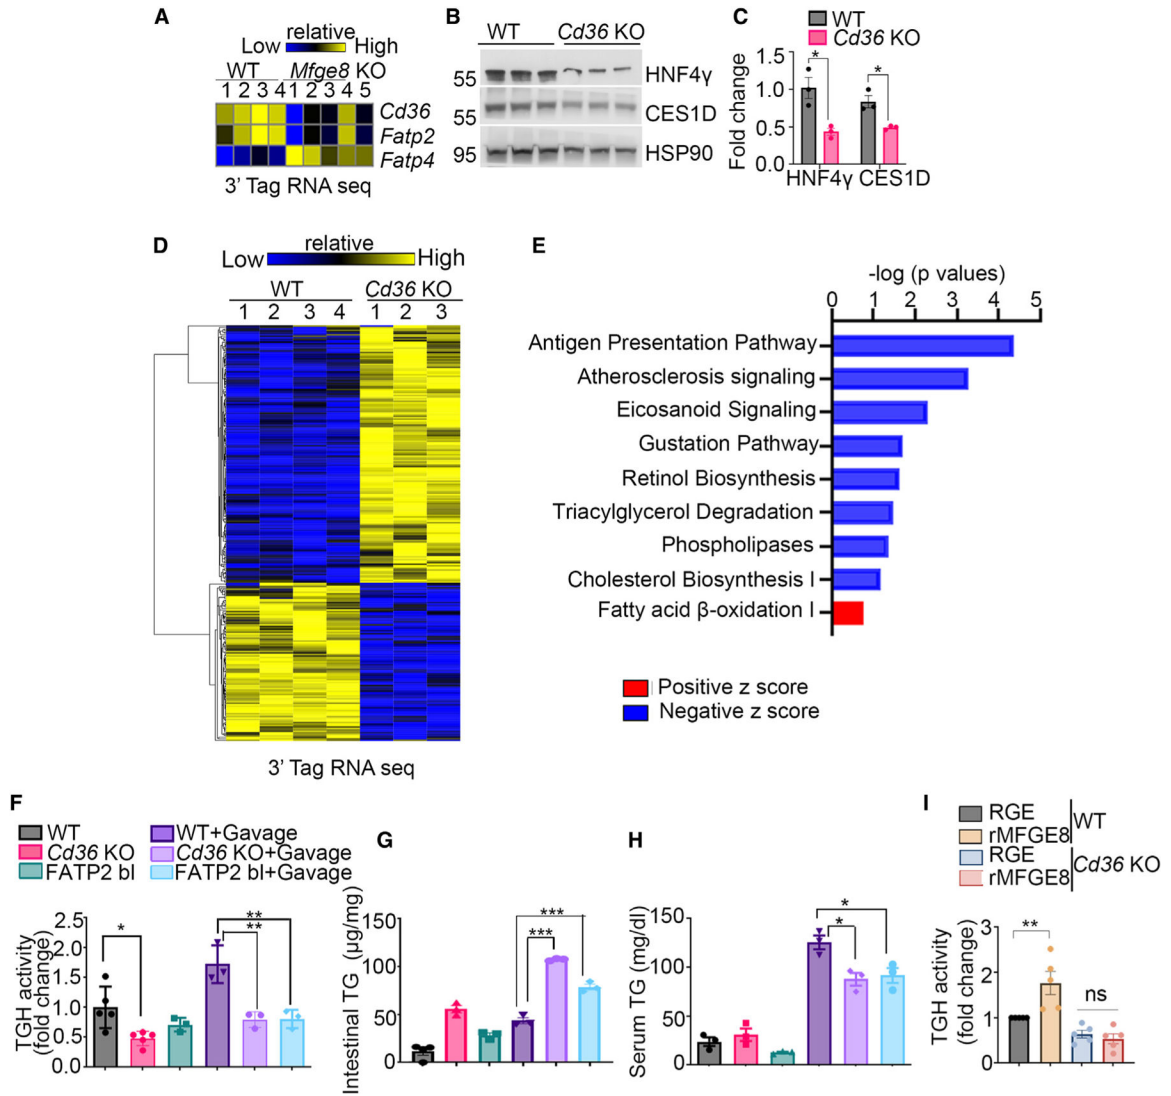 A
relative
Low High
WT Mfge8 KO
1 2 3 4 1 2 3 4 5
Cd36
Fatp2
Fatp4
3’ Tag RNA seq
B
WT Cd36 KO
55 HNF4γ
55 CES1D
95 HSP90
C
WT
Cd36 KO
Fold change
1.5
1.0
0.5
0.0
* *
HNF4γ CES1D
D
relative
Low High
WT Cd36 KO
1 2 3 4 1 2 3
3’ Tag RNA seq
E
-log (p values)
0 1 2 3 4 5
Antigen Presentation Pathway
Atherosclerosis signaling
Eicosanoid Signaling
Gustation Pathway
Retinol Biosynthesis
Triacylglycerol Degradation
Phospholipases
Cholesterol Biosynthesis I
Fatty acid β-oxidation I
Positive z score
Negative z score
F
WT WT+Gavage
Cd36 KO Cd36 KO+Gavage
FATP2 bl FATP2 bl+Gavage
TGH activity
(fold change)
2.5
2.0
1.5
1.0
0.5
0.0
*
**
**
G
Intestinal TG (µg/mg)
150
100
50
0
***
***
H
Serum TG (mg/dl)
150
100
50
0
*
*
I
RGE
rMFGE8
WT
RGE
rMFGE8
Cd36 KO
TGH activity
(fold change)
3
2
1
0
**
ns